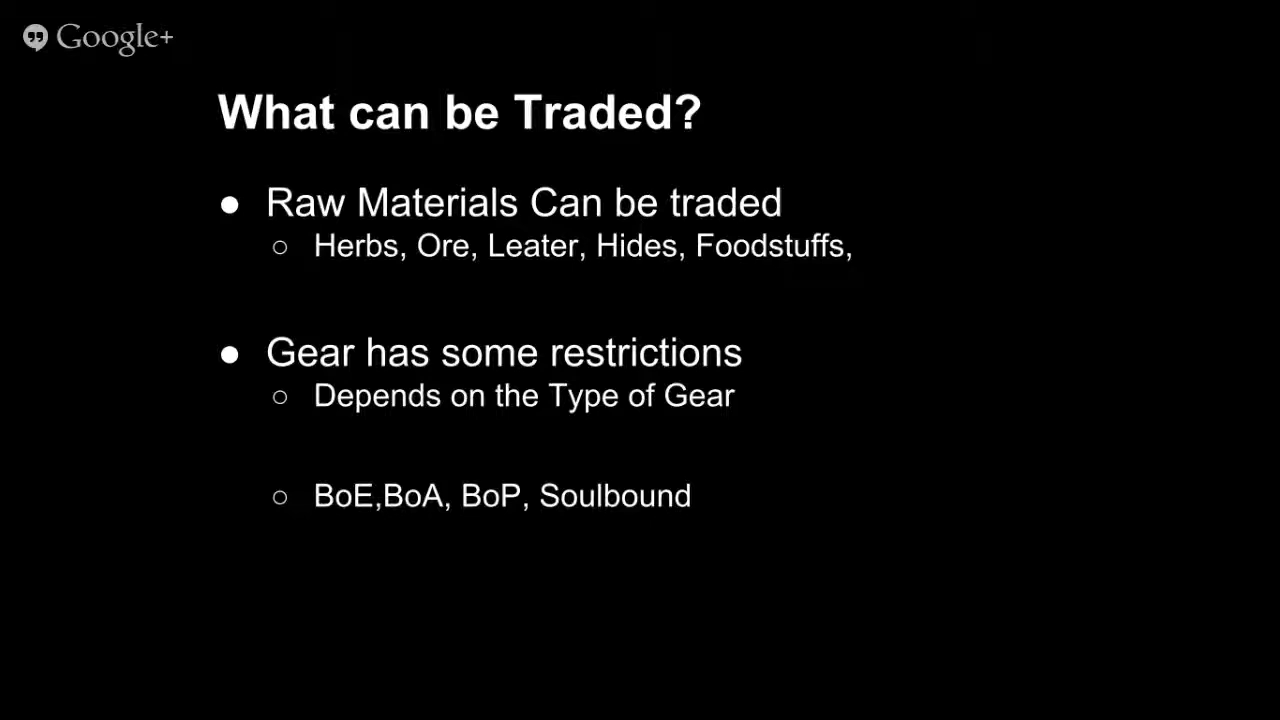 Google+
What can be Traded?
● Raw Materials Can be traded
○ Herbs, Ore, Leater, Hides, Foodstuffs,
● Gear has some restrictions
○ Depends on the Type of Gear
○ BoE,BoA, BoP, Soulbound